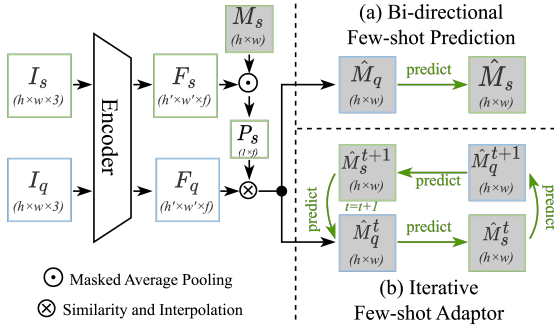 M_s
(h×w)
(a) Bi-directional
Few-shot Prediction
I_s
(h×w×3)
Encoder
F_s
(h'×w'×f)
M̂_q
(h×w)
predict
M̂_s
(h×w)
P_s
(1×f)
I_q
(h×w×3)
F_q
(h'×w'×f)
M̂_s^{t+1}
(h×w)
predict
M̂_q^{t+1}
(h×w)
predict
t=t+1
predict
M̂_q^t
(h×w)
predict
M̂_s^t
(h×w)
Masked Average Pooling
Similarity and Interpolation
(b) Iterative
Few-shot Adaptor